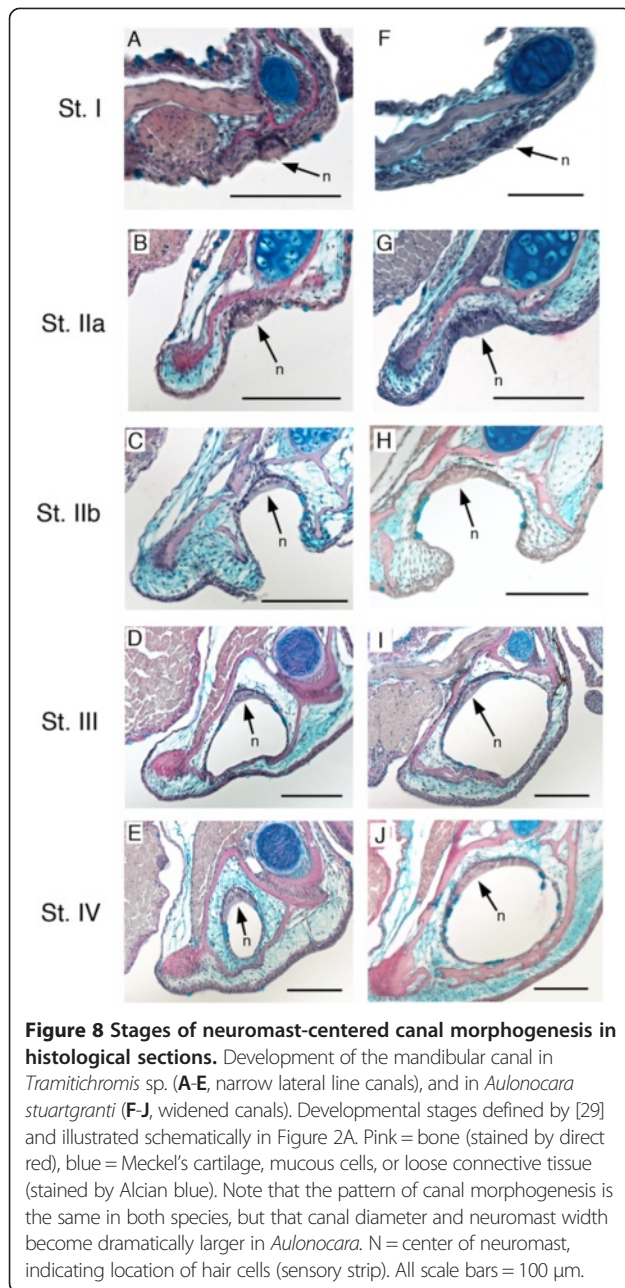 A
F
St. I
n
n
B
G
St. IIa
n
n
C
H
St. IIb
n
n
D
I
St. III
n
n
E
J
St. IV
n
n
Figure 8 Stages of neuromast-centered canal morphogenesis in
histological sections. Development of the mandibular canal in
Tramitichromis sp. (A-E, narrow lateral line canals), and in Aulonocara
stuartgranti (F-J, widened canals). Developmental stages defined by [29]
and illustrated schematically in Figure 2A. Pink = bone (stained by direct
red), blue = Meckel's cartilage, mucous cells, or loose connective tissue
(stained by Alcian blue). Note that the pattern of canal morphogenesis is
the same in both species, but that canal diameter and neuromast width
become dramatically larger in Aulonocara. N = center of neuromast,
indicating location of hair cells (sensory strip). All scale bars = 100 μm.